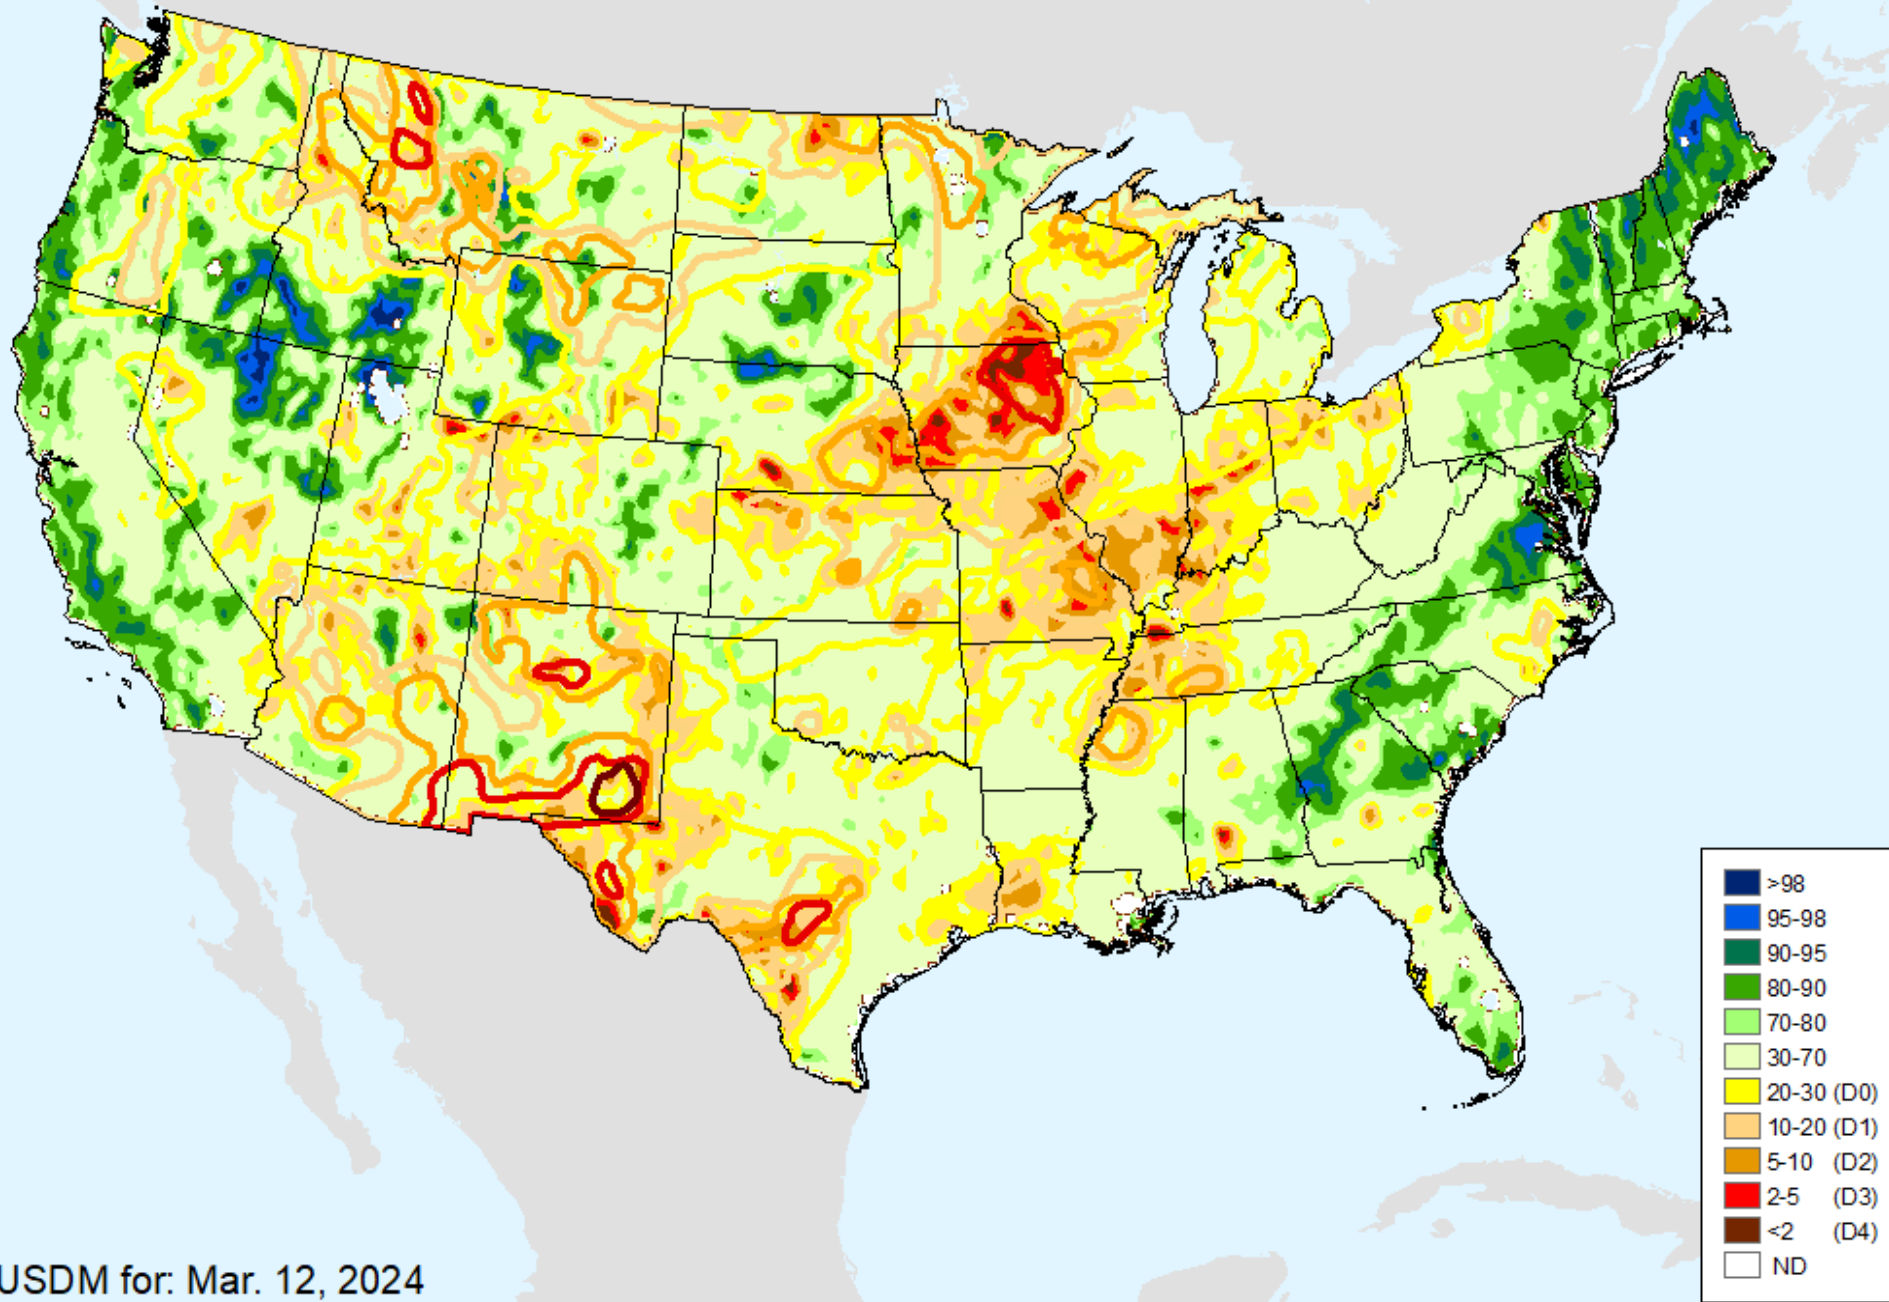 >98
95-98
90-95
80-90
70-80
30-70
20-30 (D0)
10-20 (D1)
5-10 (D2)
2-5 (D3)
<2 (D4)
ND
USDM for: Mar. 12, 2024